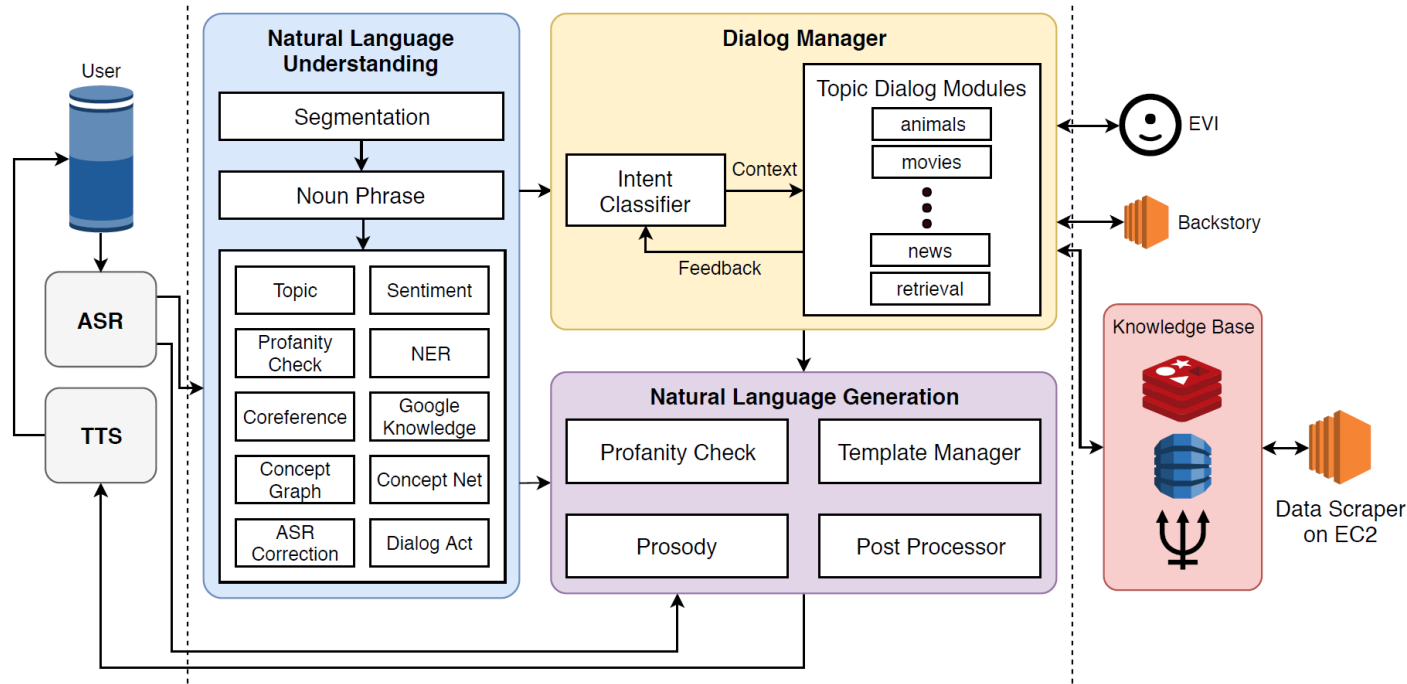 User
ASR
TTS
Natural Language
Understanding
Segmentation
Noun Phrase
Topic
Sentiment
Profanity
Check
NER
Coreference
Google
Knowledge
Concept
Graph
Concept Net
ASR
Correction
Dialog Act
Dialog Manager
Intent
Classifier
Context
Feedback
Topic Dialog Modules
animals
movies
news
retrieval
Natural Language Generation
Profanity Check
Template Manager
Prosody
Post Processor
EVI
Backstory
Knowledge Base
Data Scraper
on EC2